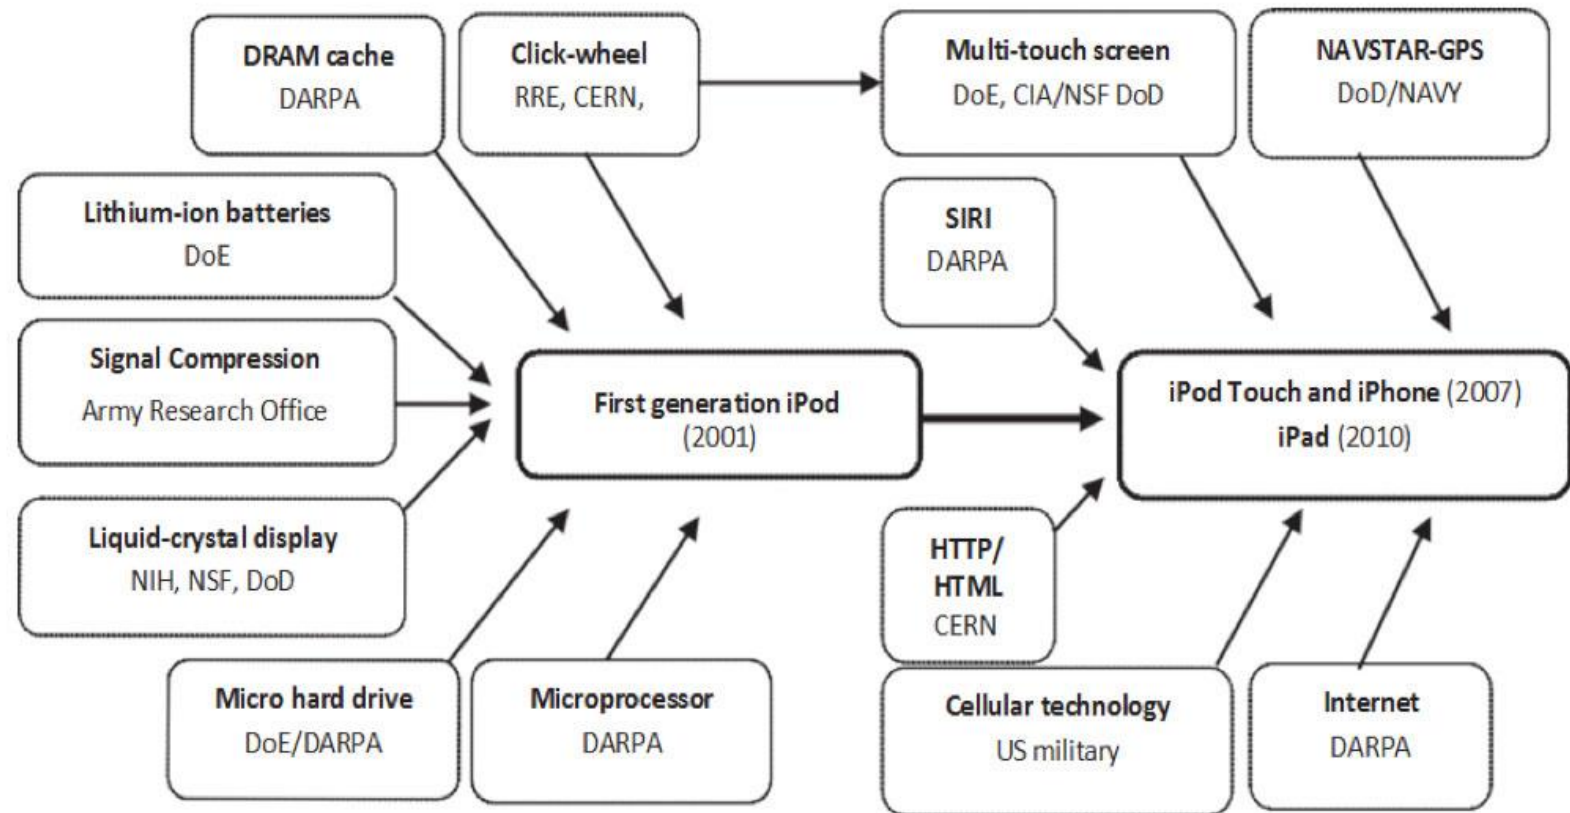 DRAM cache
DARPA
Click-wheel
RRE, CERN,
Multi-touch screen
DoE, CIA/NSF DoD
NAVSTAR-GPS
DoD/NAVY
Lithium-ion batteries
DoE
SIRI
DARPA
Signal Compression
Army Research Office
First generation iPod
(2001)
iPod Touch and iPhone (2007)
iPad (2010)
Liquid-crystal display
NIH, NSF, DoD
HTTP/
HTML
CERN
Micro hard drive
DoE/DARPA
Microprocessor
DARPA
Cellular technology
US military
Internet
DARPA